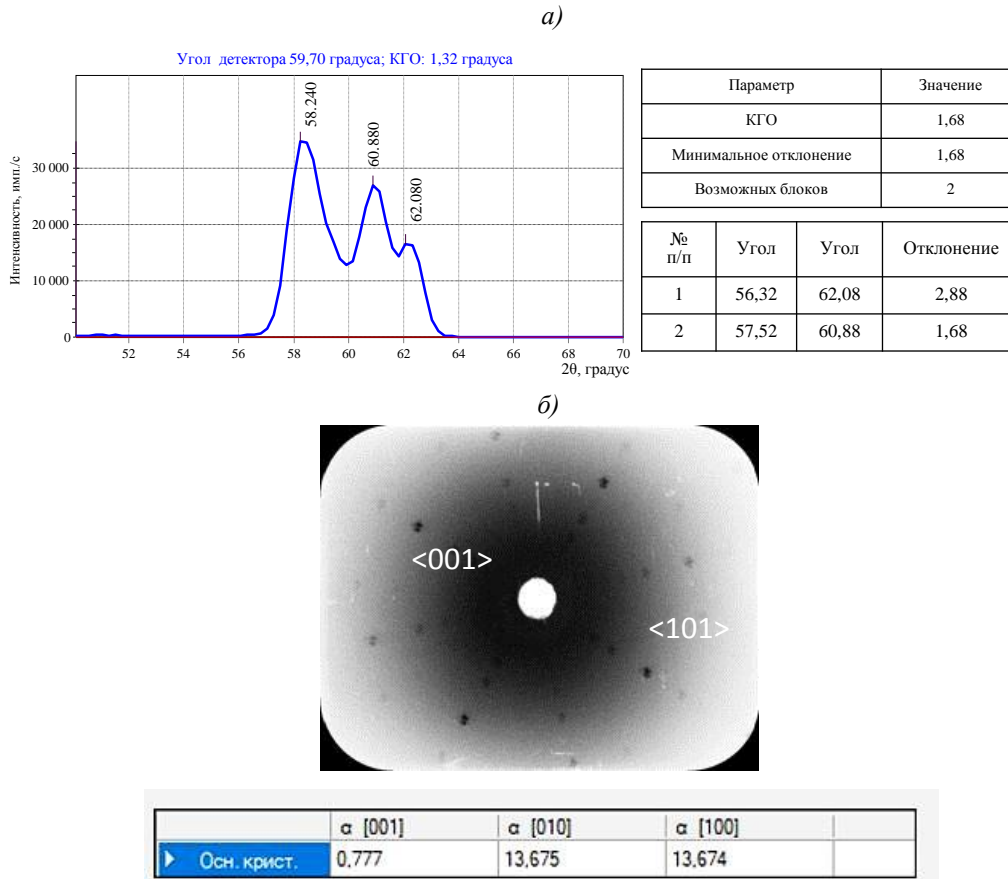 а)
Угол детектора 59,70 градуса; КГО: 1,32 градуса
Интенсивность, имп./с
30 000
20 000
10 000
0
58.240
60.880
62.080
52 54 56 58 60 62 64 66 68 70
2θ, градус
Параметр Значение
КГО 1,68
Минимальное отклонение 1,68
Возможных блоков 2
№ п/п Угол Угол Отклонение
1 56,32 62,08 2,88
2 57,52 60,88 1,68
б)
<001>
<101>
α [001] α [010] α [100]
Осн. крист. 0,777 13,675 13,674